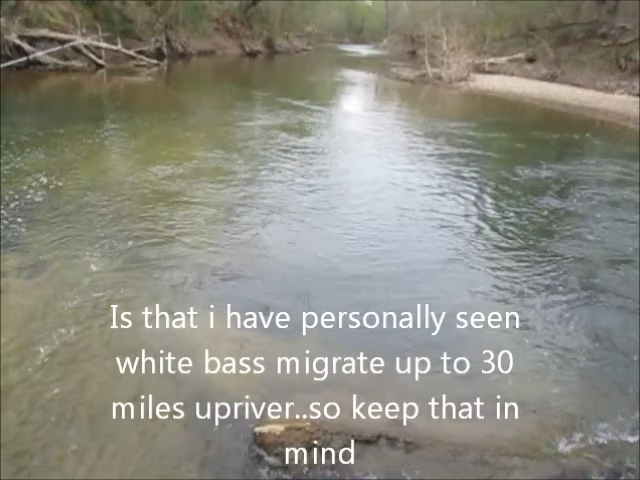 Is that i have personally seen
white bass migrate up to 30
miles upriver..so keep that in
mind